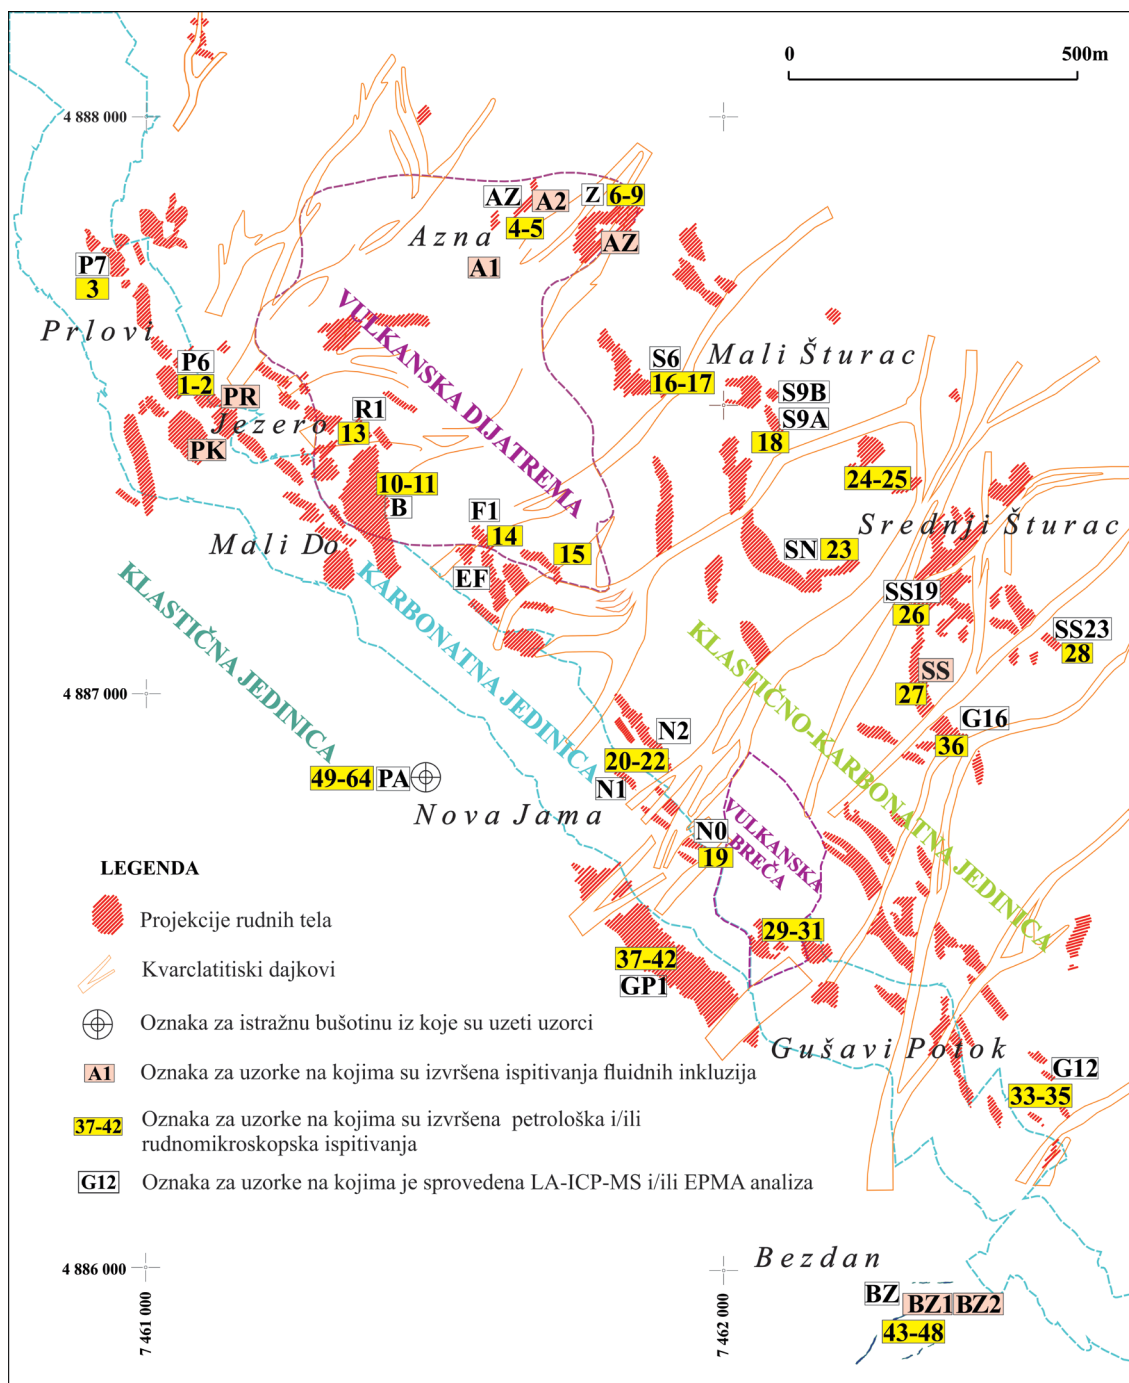 0 500m
4 888 000
AZ A2 Z 6-9
4-5
Azna
AZ
A1
P7
3
Prlovi
VULKANSKA DIJATREMA
P6
1-2
PR
Jezero
PK
R1
13
S6
16-17
Mali Šturac
S9B
S9A
18
10-11
B
24-25
Srednji Šturac
F1
14
15
EF
Mali Do
SN 23
SS19
26
SS23
28
SS
27
KLASTIČNA JEDINICA
KARBONATNA JEDINICA
KLASTIČNO-KARBONATNA JEDINICA
4 887 000
G16
36
N2
20-22
N1
49-64 PA
Nova Jama
N0
19
VULKANSKA
BREČA
29-31
37-42
GP1
Gušavi Potok
G12
33-35
LEGENDA
Projekcije rudnih tela
Kvarclatitiski dajkovi
Oznaka za istražnu bušotinu iz koje su uzeti uzorci
A1 Oznaka za uzorke na kojima su izvršena ispitivanja fluidnih inkluzija
37-42 Oznaka za uzorke na kojima su izvršena petrološka i/ili
rudnomikroskopska ispitivanja
G12 Oznaka za uzorke na kojima je sprovedena LA-ICP-MS i/ili EPMA analiza
4 886 000
Bezdan
BZ BZ1 BZ2
43-48
7 461 000
7 462 000